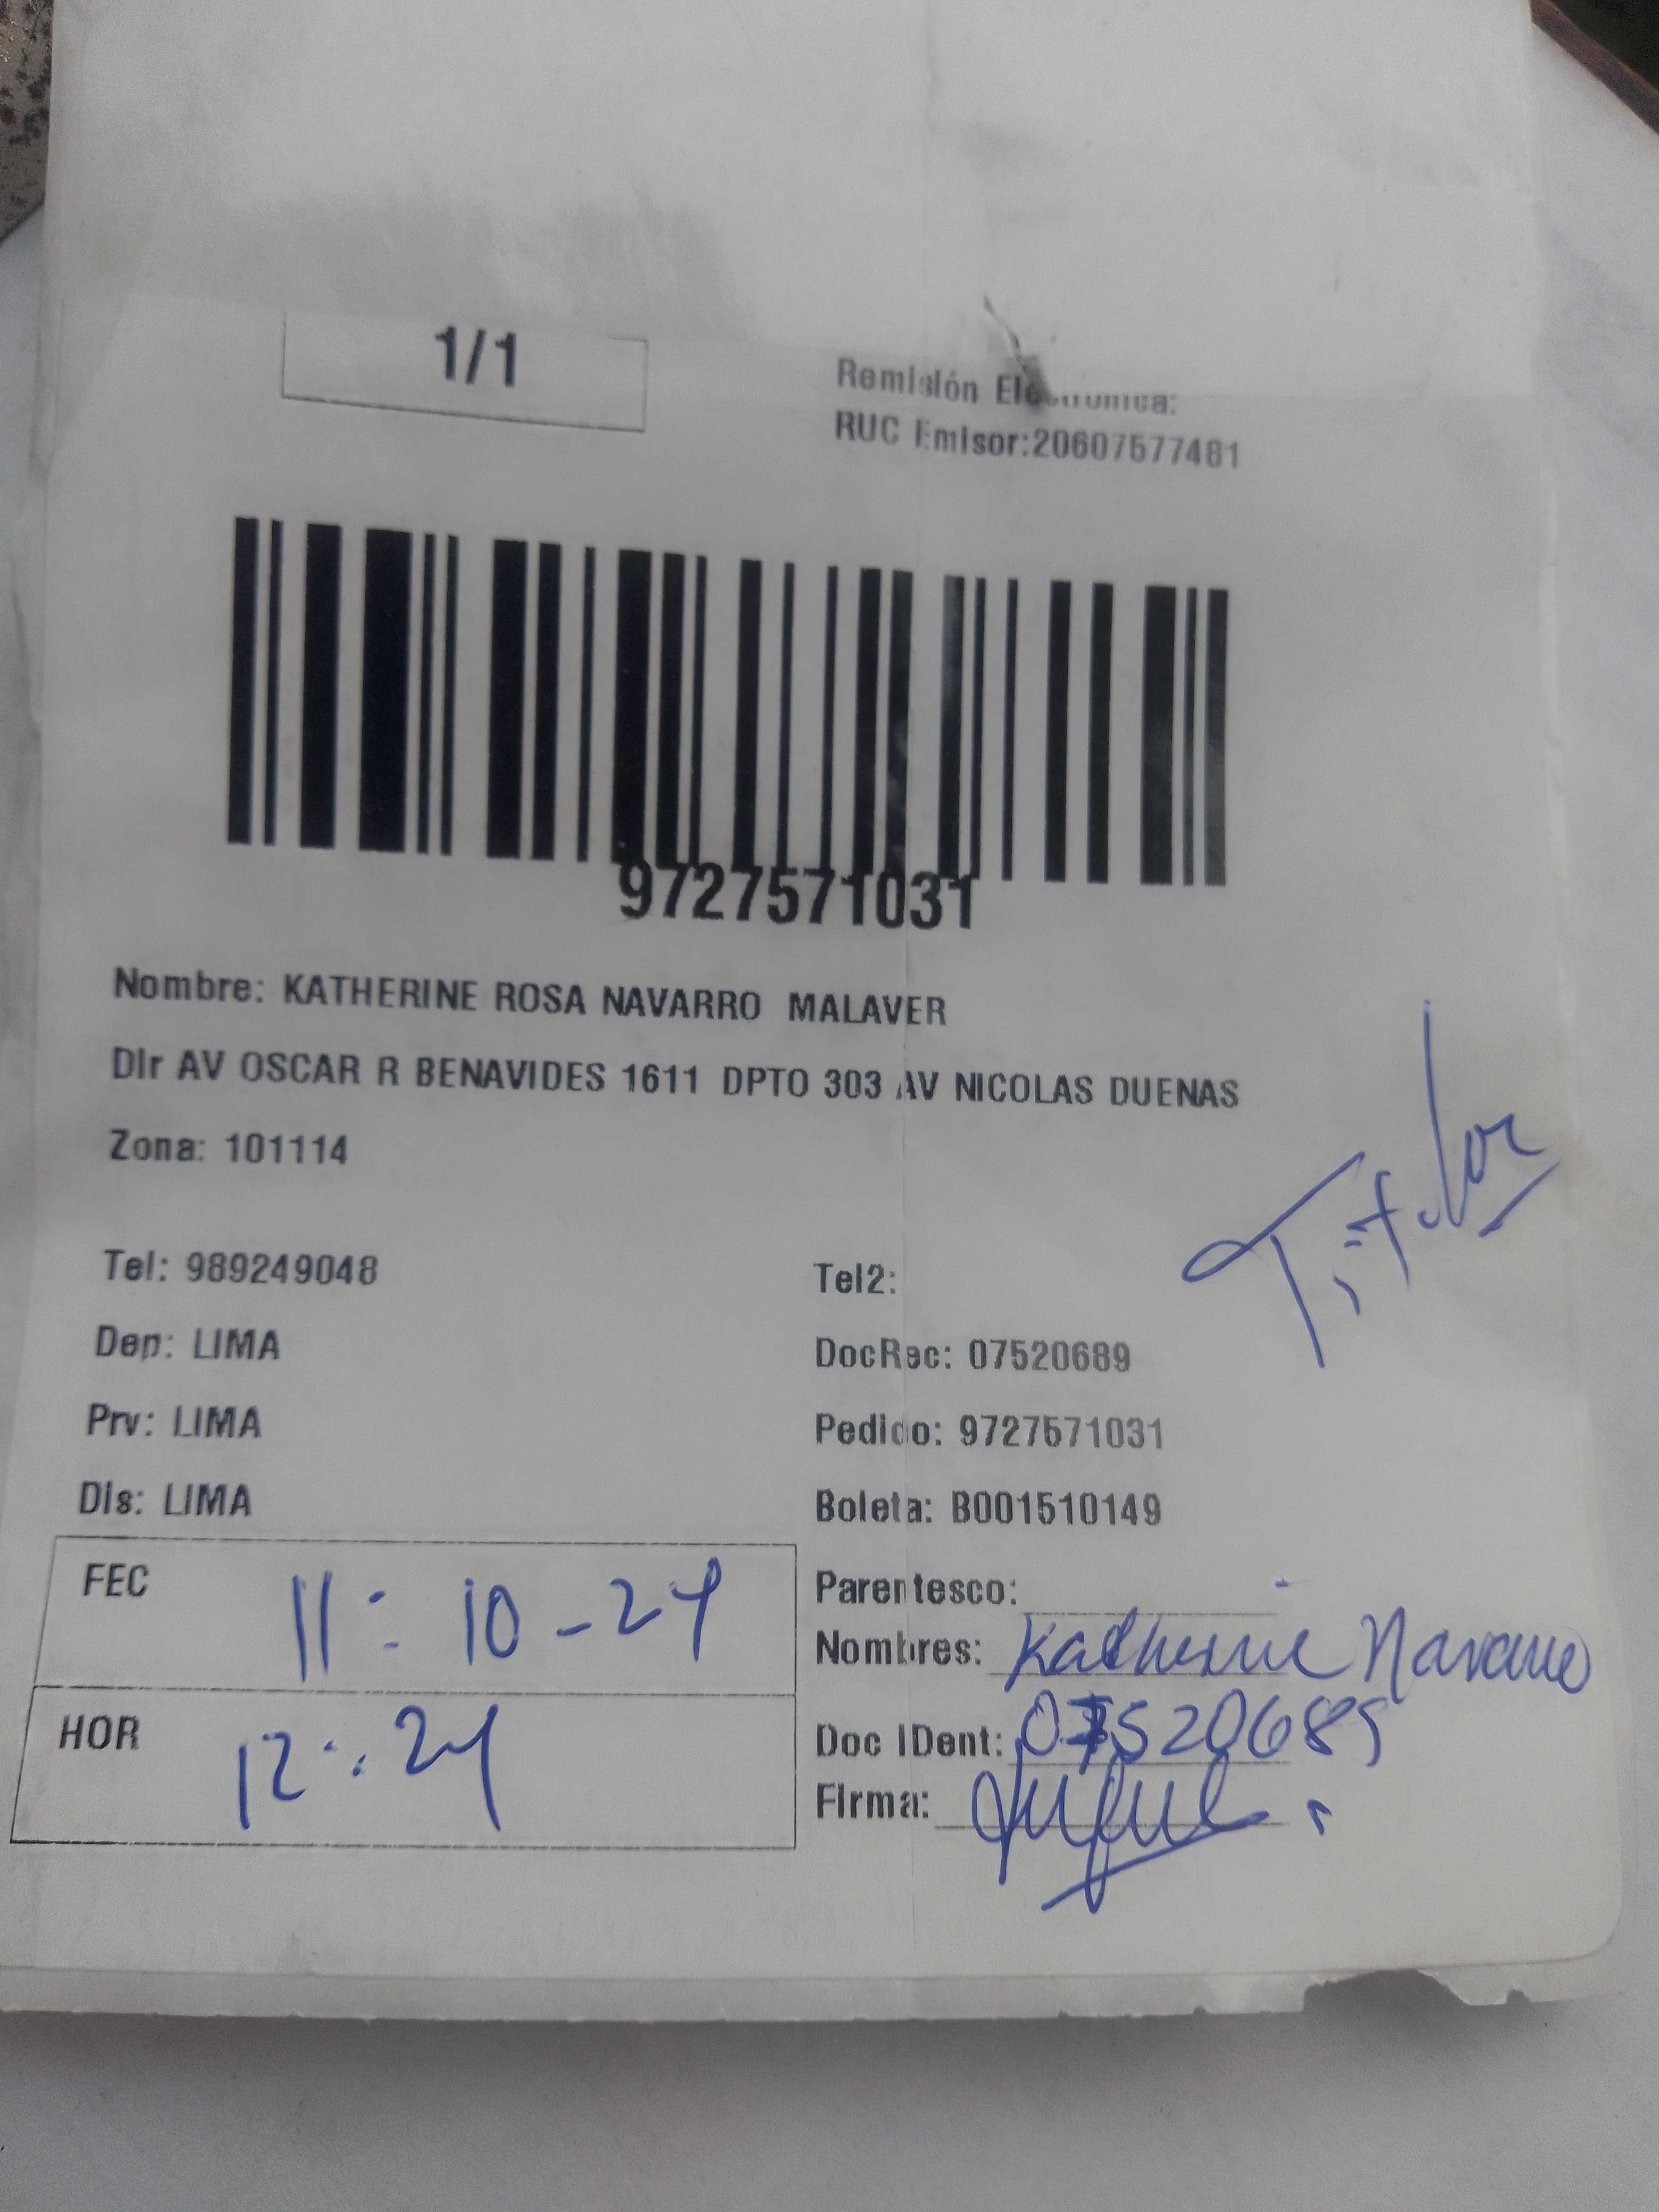 1/1
Remisión Electrónica:
RUC Emisor:20607577481
9727571031
Nombre: KATHERINE ROSA NAVARRO MALAVER
Dir AV OSCAR R BENAVIDES 1611 DPTO 303 AV NICOLAS DUENAS
Zona: 101114
Titular
Tel: 989249048
Tel2:
Dep: LIMA
DocRec: 07520689
Prv: LIMA
Pedido: 9727571031
Dis: LIMA
Boleta: B001510149
FEC 11: 10 - 24
Parentesco:
Nombres: Katherine Navarro
HOR 12:. 24
Doc IDent: 07520689
Firma: